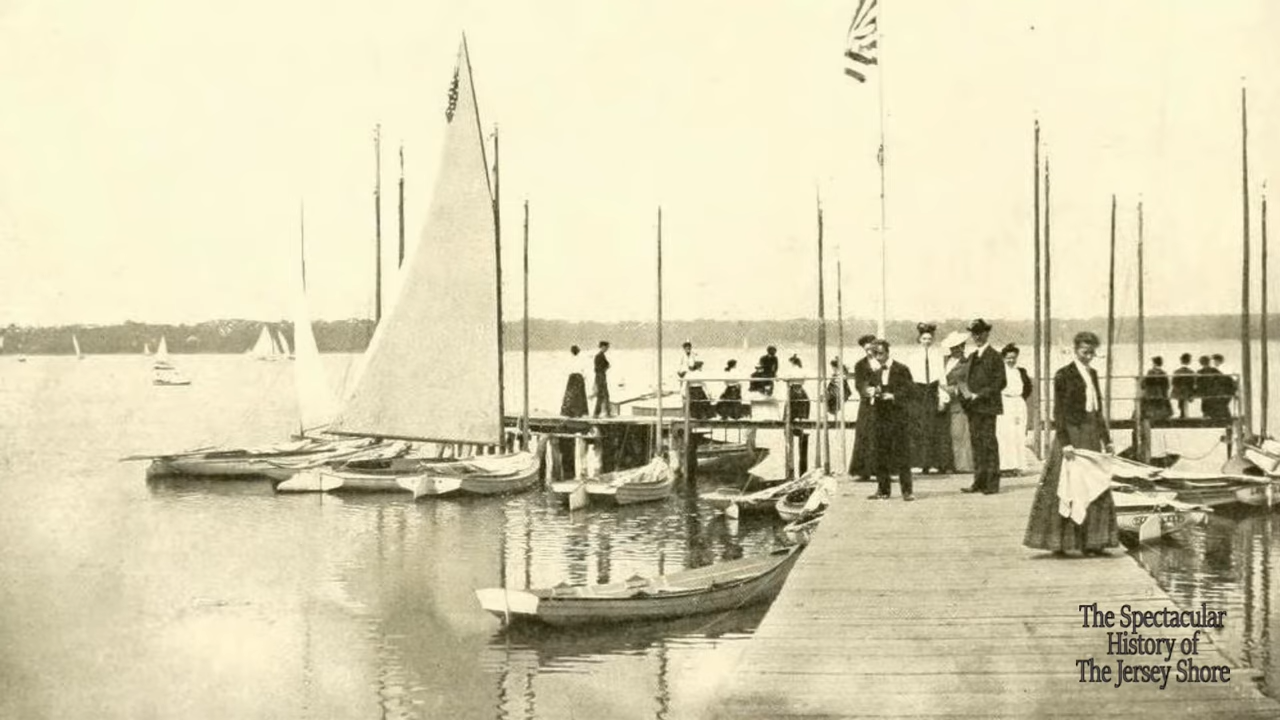 The Spectacular
History of
The Jersey Shore